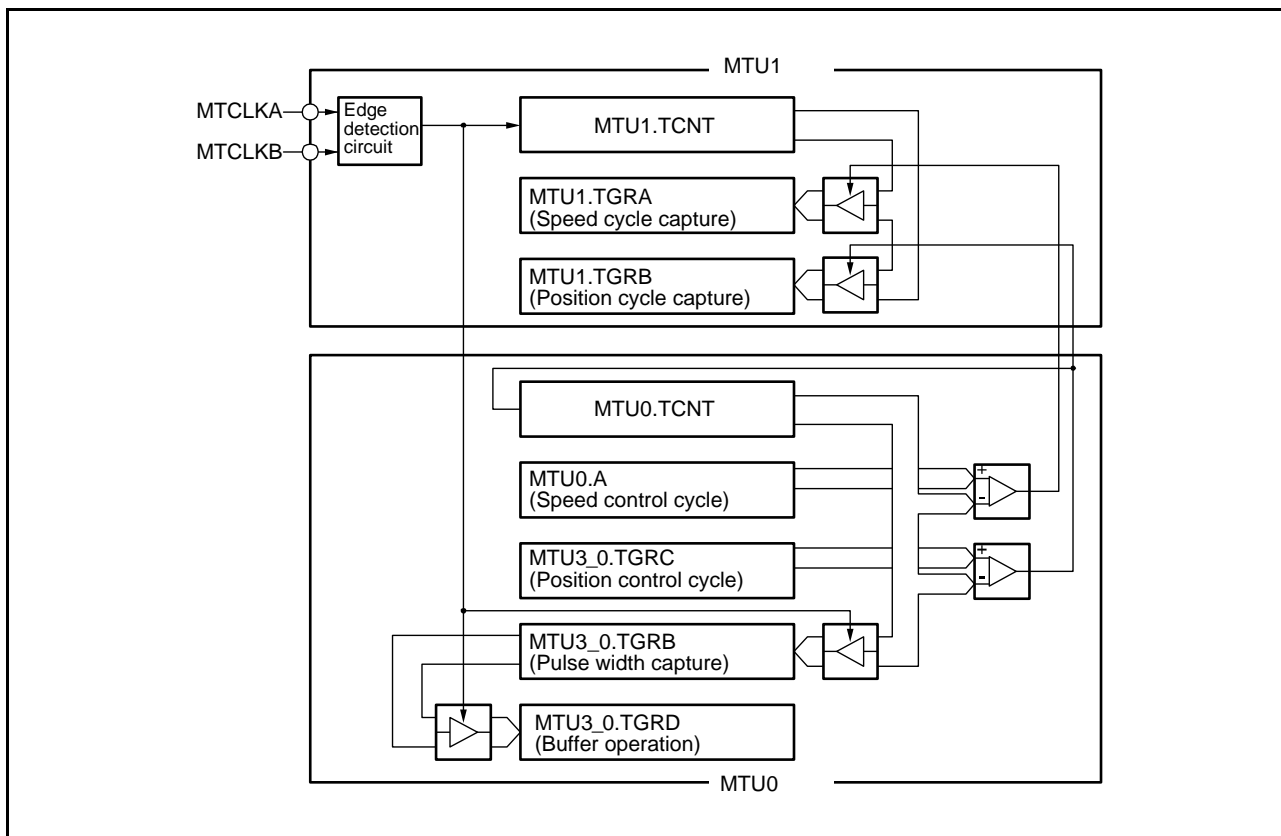 MTU1
MTCLKA
MTCLKB
Edge
detection
circuit
MTU1.TCNT
MTU1.TGRA
(Speed cycle capture)
MTU1.TGRB
(Position cycle capture)
MTU0.TCNT
MTU0.A
(Speed control cycle)
+
-
MTU3_0.TGRC
(Position control cycle)
+
-
MTU3_0.TGRB
(Pulse width capture)
MTU3_0.TGRD
(Buffer operation)
MTU0